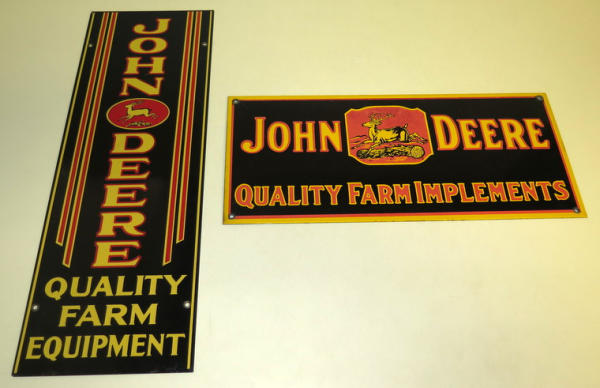 JOHN DEERE
QUALITY
FARM
EQUIPMENT
JOHN DEERE
QUALITY FARM IMPLEMENTS